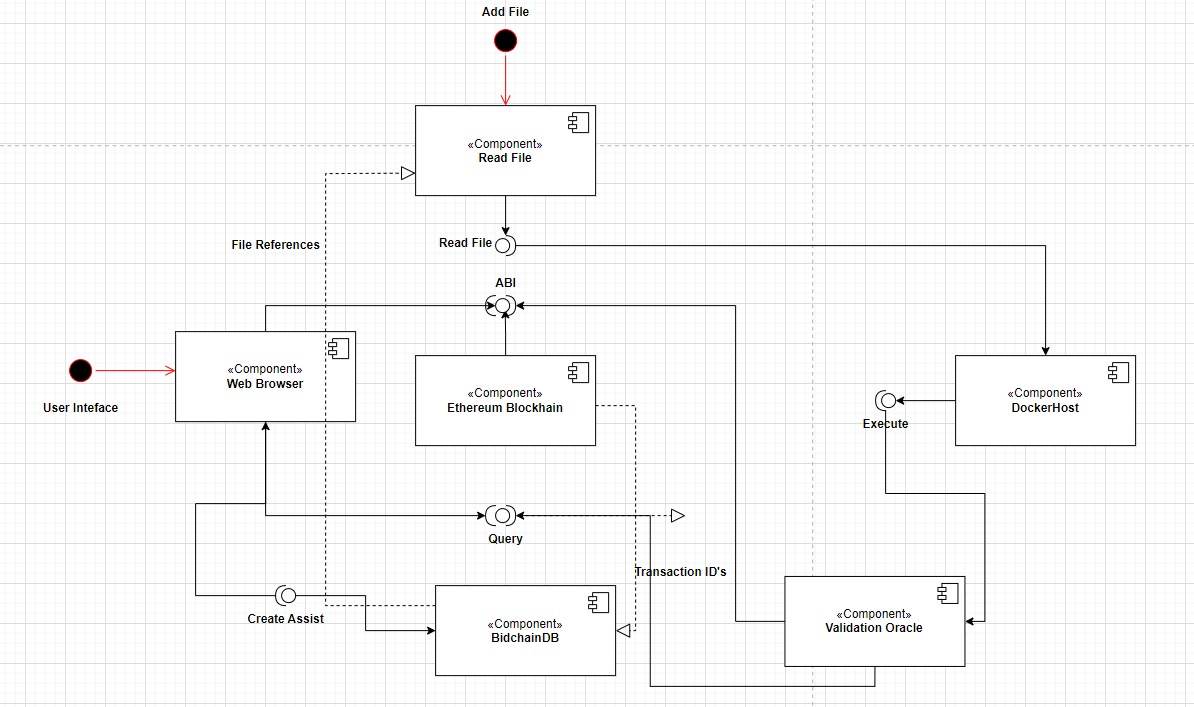 Add File
«Component»
Read File
File References
Read File
ABI
«Component»
Web Browser
User Inteface
«Component»
Ethereum Blockhain
«Component»
DockerHost
Execute
Query
Transaction ID's
Create Assist
«Component»
BidchainDB
«Component»
Validation Oracle